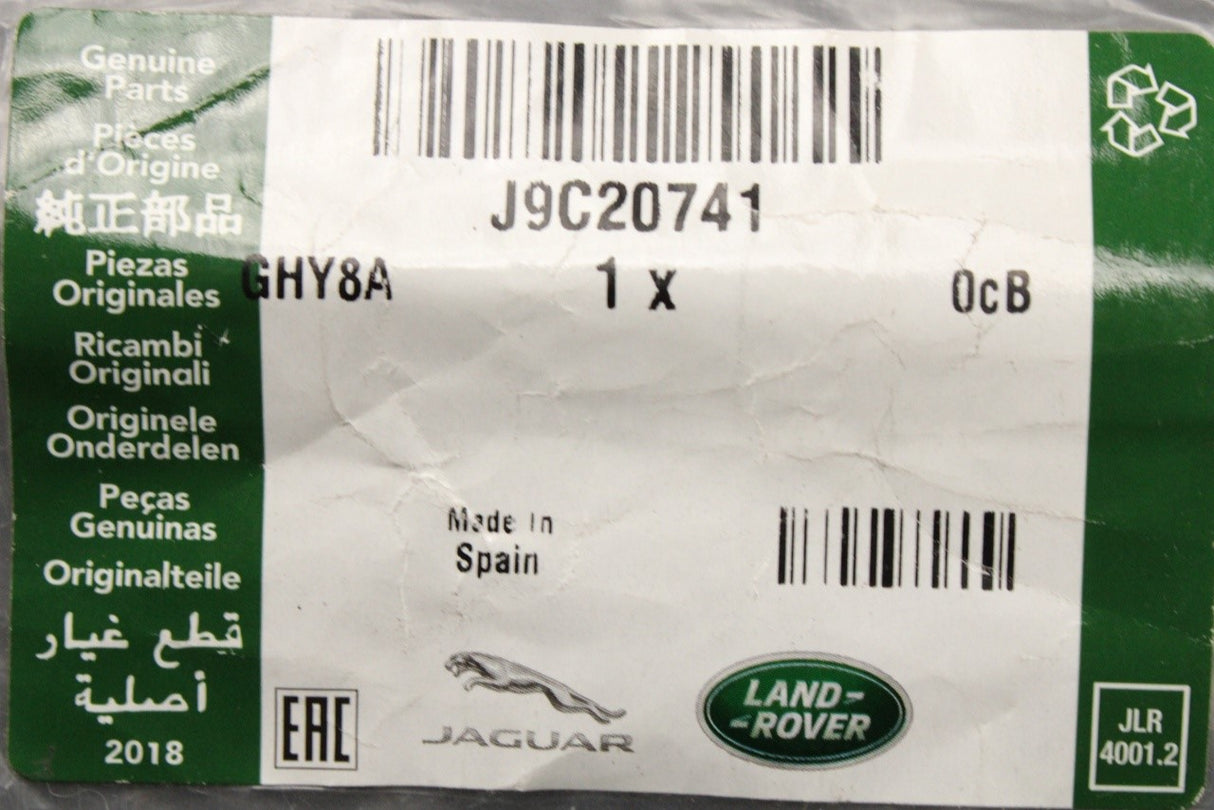 Genuine
Parts
Pièces
d'Origine
純正部品
Piezas
Originales
Ricambi
Originali
Originele
Onderdelen
Peças
Genuinas
Originalteile
قطع غيار
أصلية
2018
J9C20741
GHY8A 1 x 0cB
Made In
Spain
EAC
JAGUAR
LAND-
-ROVER
JLR
4001.2